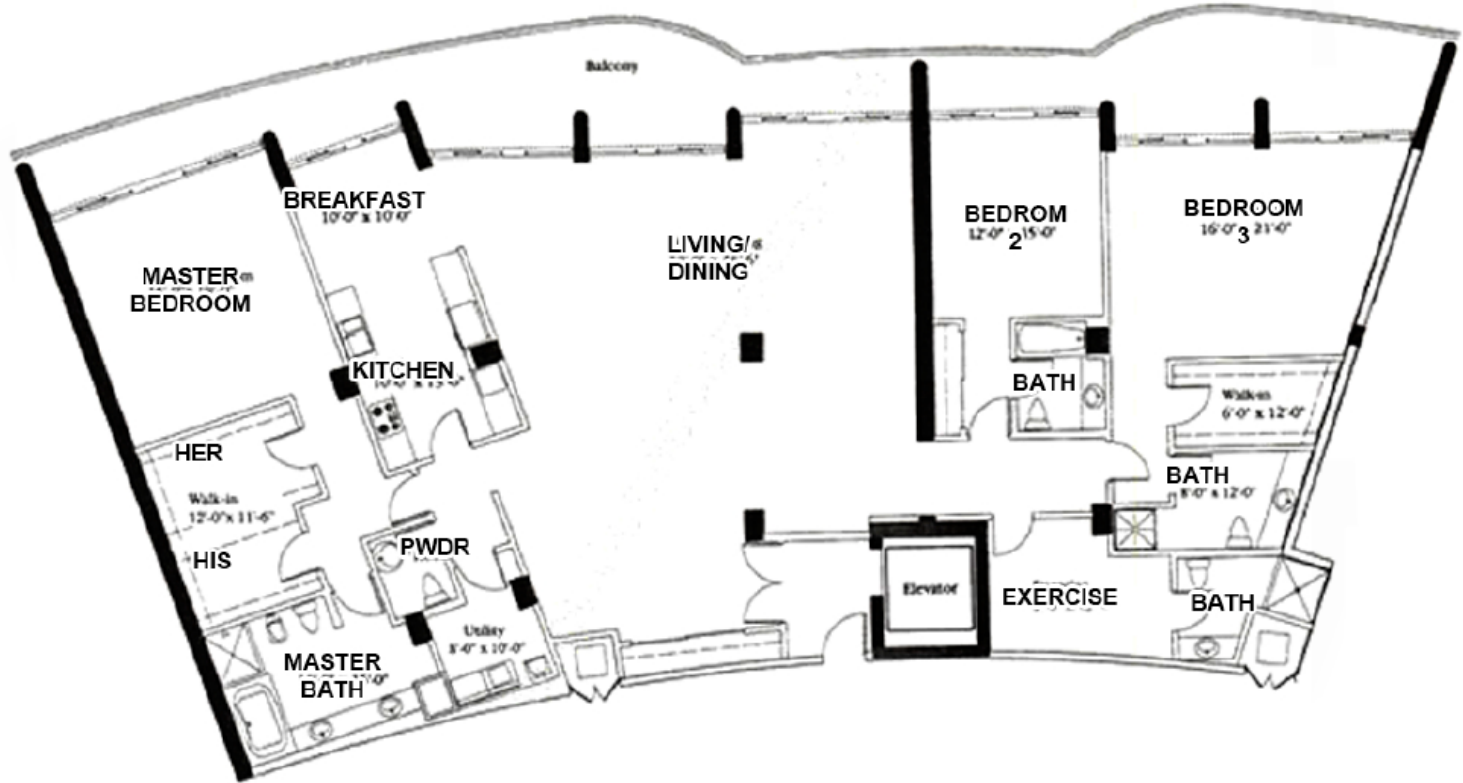 Balcony
BREAKFAST
10'-0" x 10'-0"
MASTER
BEDROOM
LIVING/
DINING
BEDROM
2
12'-0" 15'-0"
BEDROOM
3
16'-0" 21'-0"
KITCHEN
BATH
Walk-in
6'-0" x 12'-0"
HER
Walk-in
12'-0" x 11'-6"
HIS
BATH
8'-0" x 12'-0"
PWDR
Elevator
EXERCISE
BATH
Utility
8'-0" x 10'-0"
MASTER
BATH